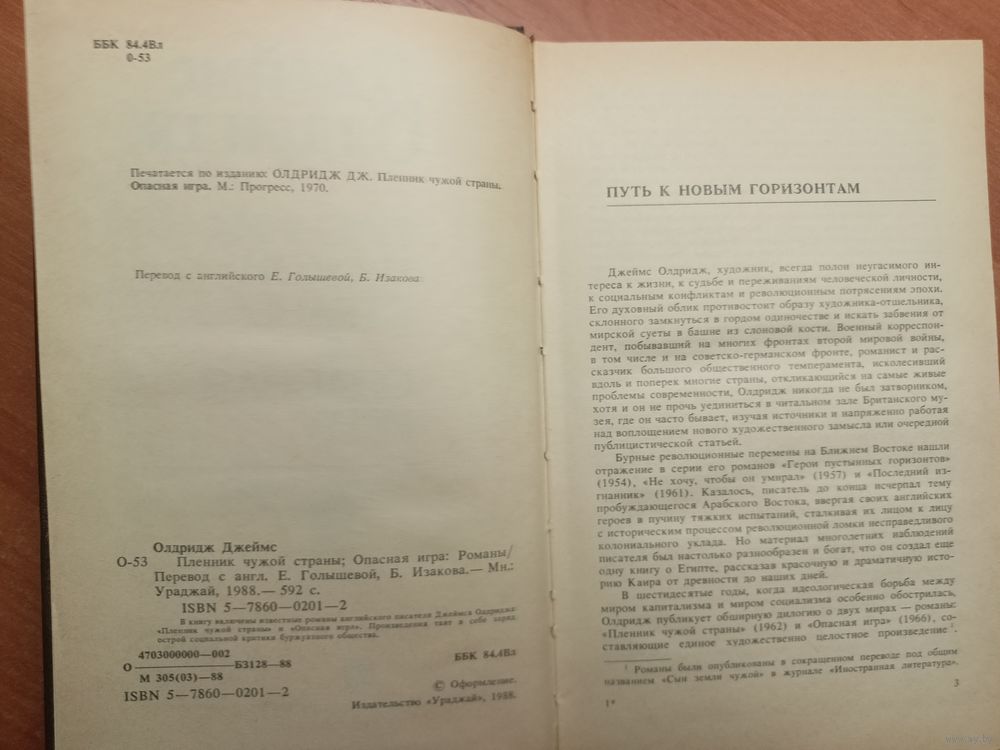 ББК 84.4Вл
0-53
Печатается по изданию: ОЛДРИДЖ ДЖ. Пленник чужой страны.
Опасная игра. М.: Прогресс, 1970.
Перевод с английского Е. Голышевой, Б. Изакова
Олдридж Джеймс
О-53 Пленник чужой страны; Опасная игра: Романы/
Перевод с англ. Е. Голышевой, Б. Изакова.— Мн.:
Ураджай, 1988.— 592 с.
ISBN 5—7860—0201—2
В книгу включены известные романы английского писателя Джеймса Олдриджа
«Пленник чужой страны» и «Опасная игра». Произведения таят в себе заряд
острой социальной критики буржуазного общества.
4703000000—002
О ——— Б3128—88
М 305(03)—88
ББК 84.4Вл
ISBN 5—7860—0201—2
© Оформление.
Издательство «Ураджай», 1988.
ПУТЬ К НОВЫМ ГОРИЗОНТАМ
Джеймс Олдридж, художник, всегда полон неугасимого ин-
тереса к жизни, к судьбе и переживаниям человеческой личности,
к социальным конфликтам и революционным потрясениям эпохи.
Его духовный облик противостоит образу художника-отшельника,
склонного замкнуться в гордом одиночестве и искать забвения от
мирской суеты в башне из слоновой кости. Военный корреспон-
дент, побывавший на многих фронтах второй мировой войны,
в том числе и на советско-германском фронте, романист и рас-
сказчик большого общественного темперамента, исколесивший
вдоль и поперек многие страны, откликающийся на самые живые
проблемы современности, Олдридж никогда не был затворником,
хотя и он не прочь уединиться в читальном зале Британского му-
зея, где он часто бывает, изучая источники и напряженно работая
над воплощением нового художественного замысла или очередной
публицистической статьей.
Бурные революционные перемены на Ближнем Востоке нашли
отражение в серии его романов «Герои пустынных горизонтов»
(1954), «Не хочу, чтобы он умирал» (1957) и «Последний из-
гнанник» (1961). Казалось, писатель до конца исчерпал тему
пробуждающегося Арабского Востока, ввергая своих английских
героев в пучину тяжких испытаний, сталкивая их лицом к лицу
с историческим процессом революционной ломки несправедливого
колониального уклада. Но материал многолетних наблюдений
писателя был настолько разнообразен и богат, что он создал еще
одну книгу о Египте, рассказав красочную и драматичную исто-
рию Каира от древности до наших дней.
В шестидесятые годы, когда идеологическая борьба между
миром капитализма и миром социализма особенно обострилась,
Олдридж публикует обширную дилогию о двух мирах — романы:
«Пленник чужой страны» (1962) и «Опасная игра» (1966), со-
ставляющие единое художественно целостное произведение¹.
¹ Романы были опубликованы в сокращенном переводе под общим
названием «Сын земли чужой» в журнале «Иностранная литература».
1* 3